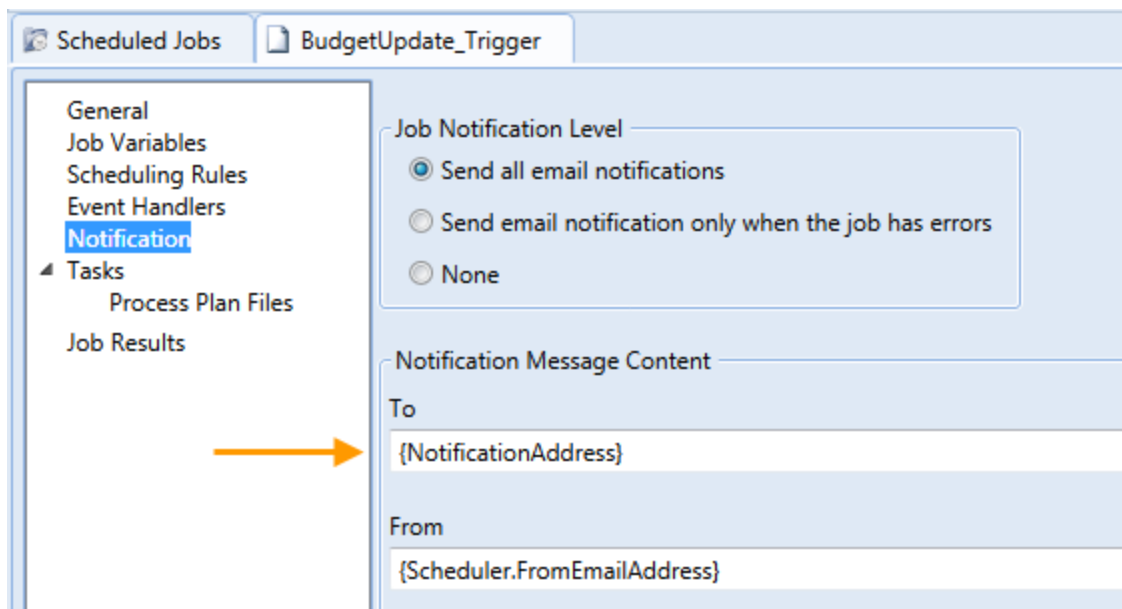 Scheduled Jobs
BudgetUpdate_Trigger
General
Job Variables
Scheduling Rules
Event Handlers
Notification
Tasks
Process Plan Files
Job Results
Job Notification Level
Send all email notifications
Send email notification only when the job has errors
None
Notification Message Content
To
{NotificationAddress}
From
{Scheduler.FromEmailAddress}